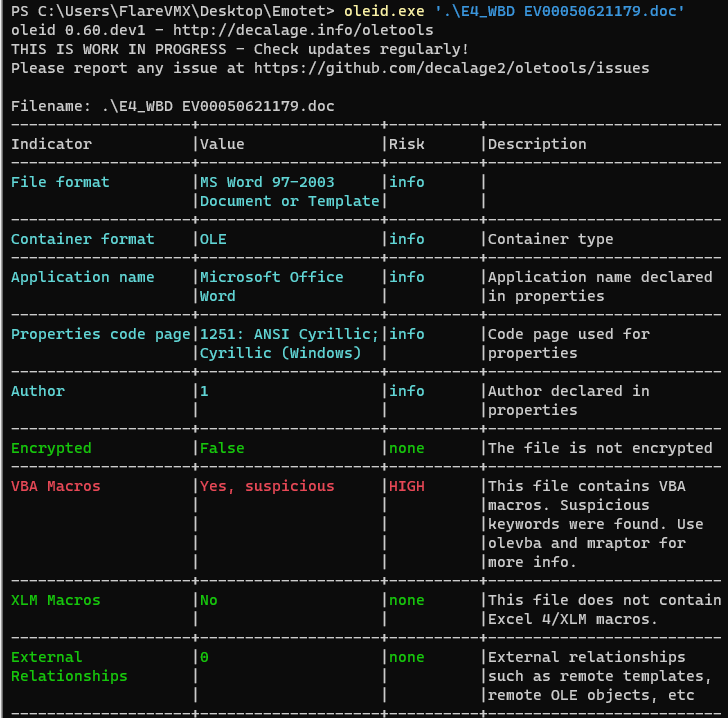 PS C:\Users\FlareVMX\Desktop\Emotet> oleid.exe '.\E4_WBD EV00050621179.doc'
oleid 0.60.dev1 - http://decalage.info/oletools
THIS IS WORK IN PROGRESS - Check updates regularly!
Please report any issue at https://github.com/decalage2/oletools/issues

Filename: .\E4_WBD EV00050621179.doc
--------------------+--------------------+----------+--------------------------
Indicator           |Value               |Risk      |Description
--------------------+--------------------+----------+--------------------------
File format         |MS Word 97-2003     |info      |
                    |Document or Template|          |
--------------------+--------------------+----------+--------------------------
Container format    |OLE                 |info      |Container type
--------------------+--------------------+----------+--------------------------
Application name    |Microsoft Office    |info      |Application name declared
                    |Word                |          |in properties
--------------------+--------------------+----------+--------------------------
Properties code page|1251: ANSI Cyrillic;|info      |Code page used for
                    |Cyrillic (Windows)  |          |properties
--------------------+--------------------+----------+--------------------------
Author              |1                   |info      |Author declared in
                    |                    |          |properties
--------------------+--------------------+----------+--------------------------
Encrypted           |False               |none      |The file is not encrypted
--------------------+--------------------+----------+--------------------------
VBA Macros          |Yes, suspicious     |HIGH      |This file contains VBA
                    |                    |          |macros. Suspicious
                    |                    |          |keywords were found. Use
                    |                    |          |olevba and mraptor for
                    |                    |          |more info.
--------------------+--------------------+----------+--------------------------
XLM Macros          |No                  |none      |This file does not contain
                    |                    |          |Excel 4/XLM macros.
--------------------+--------------------+----------+--------------------------
External            |0                   |none      |External relationships
Relationships       |                    |          |such as remote templates,
                    |                    |          |remote OLE objects, etc
--------------------+--------------------+----------+--------------------------